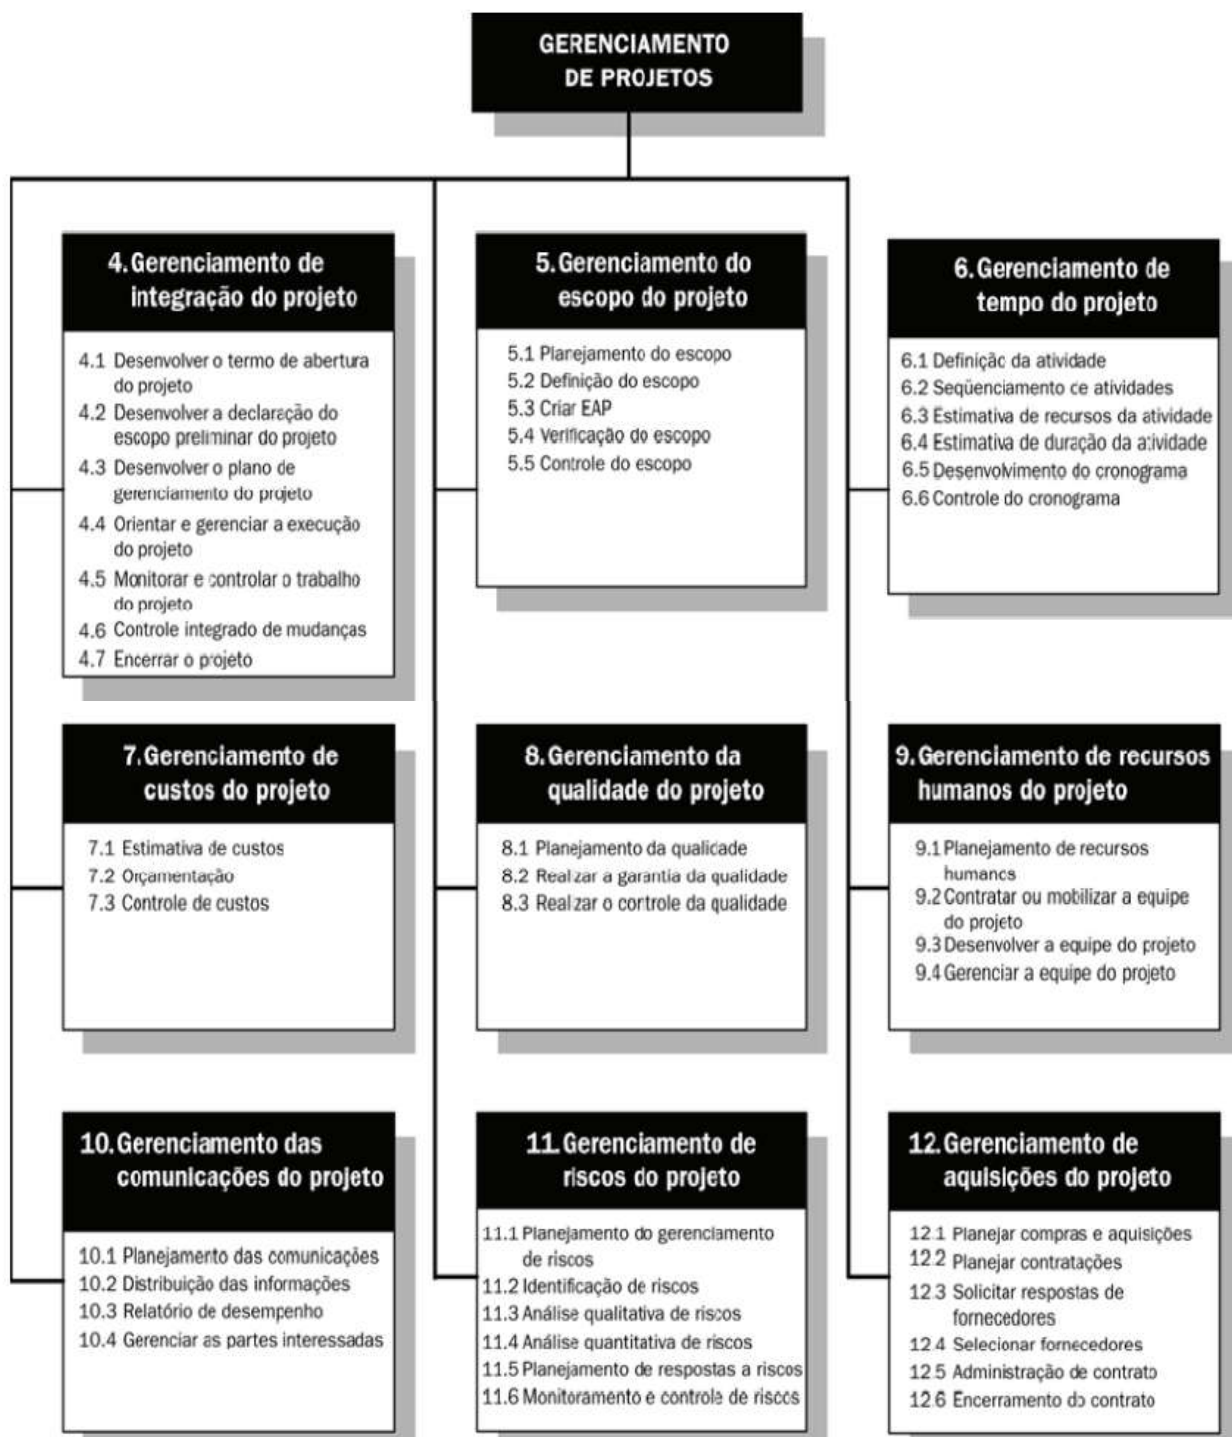 GERENCIAMENTO
DE PROJETOS
4. Gerenciamento de
integração do projeto
4.1 Desenvolver o termo de abertura
do projeto
4.2 Desenvolver a declaração do
escopo preliminar do projeto
4.3 Desenvolver o plano de
gerenciamento do projeto
4.4 Orientar e gerenciar a execução
do projeto
4.5 Monitorar e controlar o trabalho
do projeto
4.6 Controle integrado de mudanças
4.7 Encerrar o projeto
5. Gerenciamento do
escopo do projeto
5.1 Planejamento do escopo
5.2 Definição do escopo
5.3 Criar EAP
5.4 Verificação do escopo
5.5 Controle do escopo
6. Gerenciamento de
tempo do projeto
6.1 Definição da atividade
6.2 Seqüenciamento de atividades
6.3 Estimativa de recursos da atividade
6.4 Estimativa de duração da atividade
6.5 Desenvolvimento do cronograma
6.6 Controle do cronograma
7. Gerenciamento de
custos do projeto
7.1 Estimativa de custos
7.2 Orçamentação
7.3 Controle de custos
8. Gerenciamento da
qualidade do projeto
8.1 Planejamento da qualidade
8.2 Realizar a garantia da qualidade
8.3 Realizar o controle da qualidade
9. Gerenciamento de recursos
humanos do projeto
9.1 Planejamento de recursos
humanos
9.2 Contratar ou mobilizar a equipe
do projeto
9.3 Desenvolver a equipe do projeto
9.4 Gerenciar a equipe do projeto
10. Gerenciamento das
comunicações do projeto
10.1 Planejamento das comunicações
10.2 Distribuição das informações
10.3 Relatório de desempenho
10.4 Gerenciar as partes interessadas
11. Gerenciamento de
riscos do projeto
11.1 Planejamento do gerenciamento
de riscos
11.2 Identificação de riscos
11.3 Análise qualitativa de riscos
11.4 Análise quantitativa de riscos
11.5 Planejamento de respostas a riscos
11.6 Monitoramento e controle de riscos
12. Gerenciamento de
aquisições do projeto
12.1 Planejar compras e aquisições
12.2 Planejar contratações
12.3 Solicitar respostas de
fornecedores
12.4 Selecionar fornecedores
12.5 Administração de contrato
12.6 Encerramento do contrato